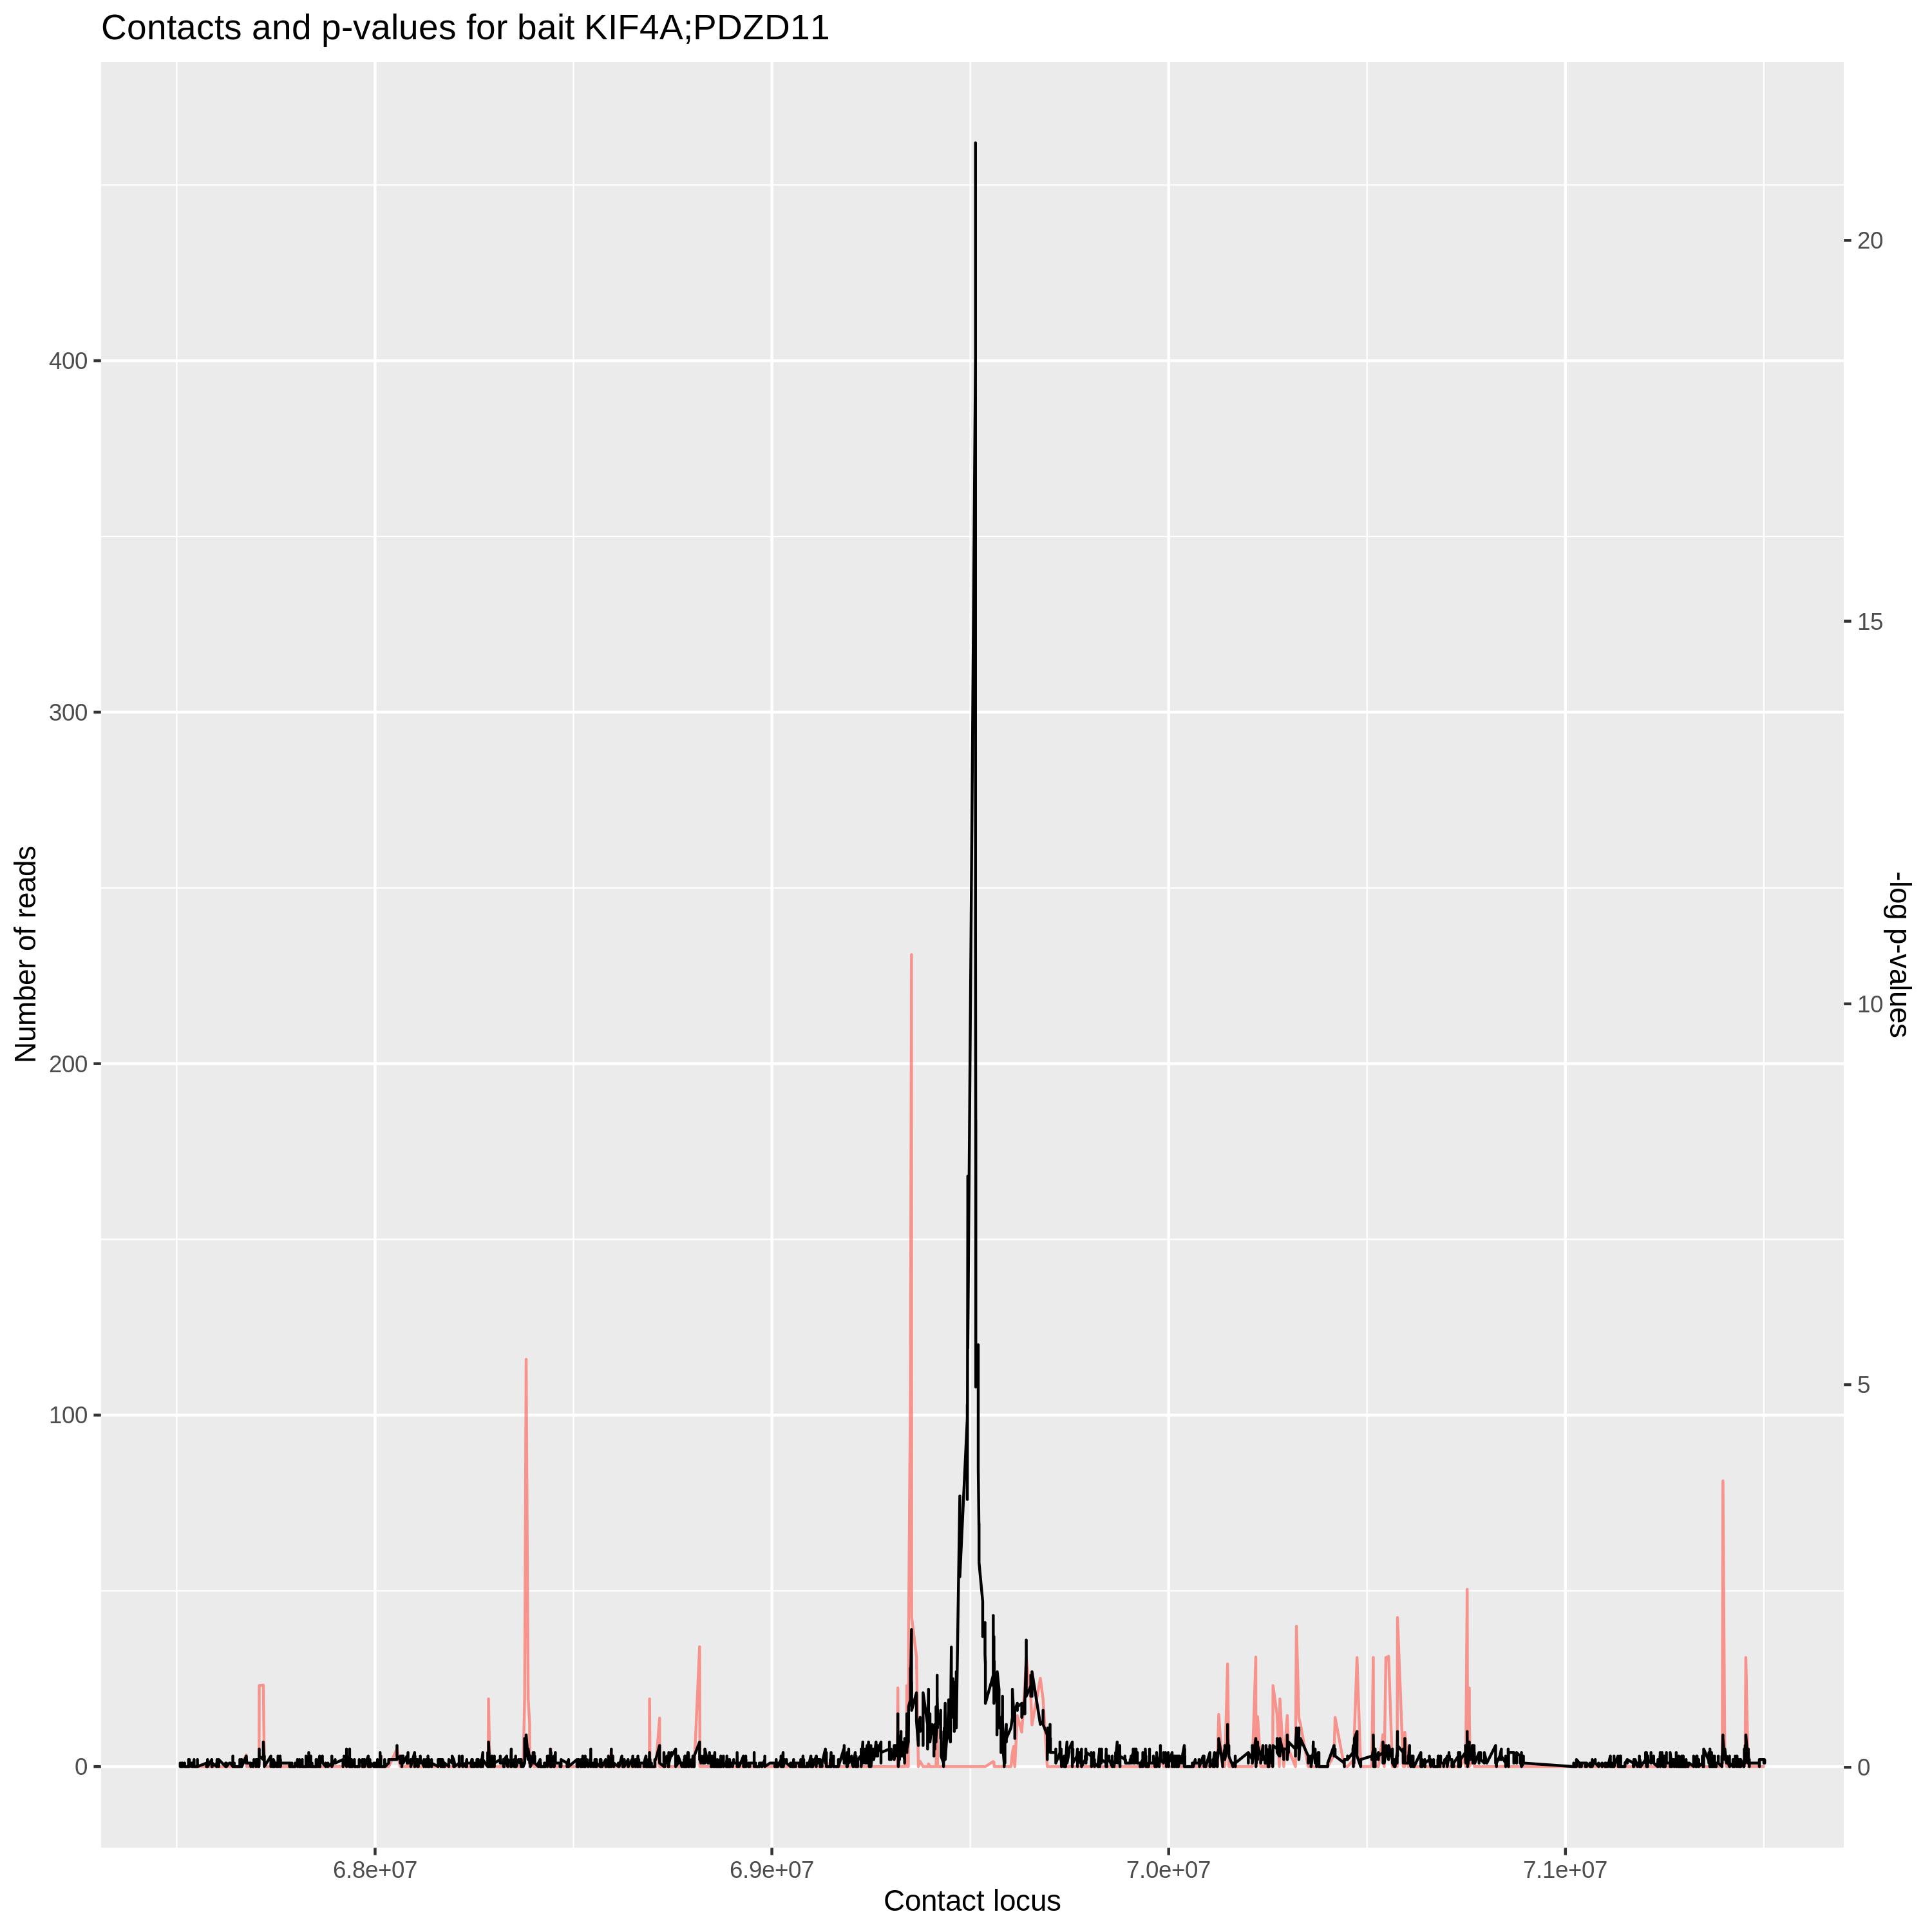 Contacts and p-values for bait KIF4A;PDZD11
Number of reads
400
300
200
100
0
20
15
10
5
0
-log p-values
6.8e+07
6.9e+07
7.0e+07
7.1e+07
Contact locus